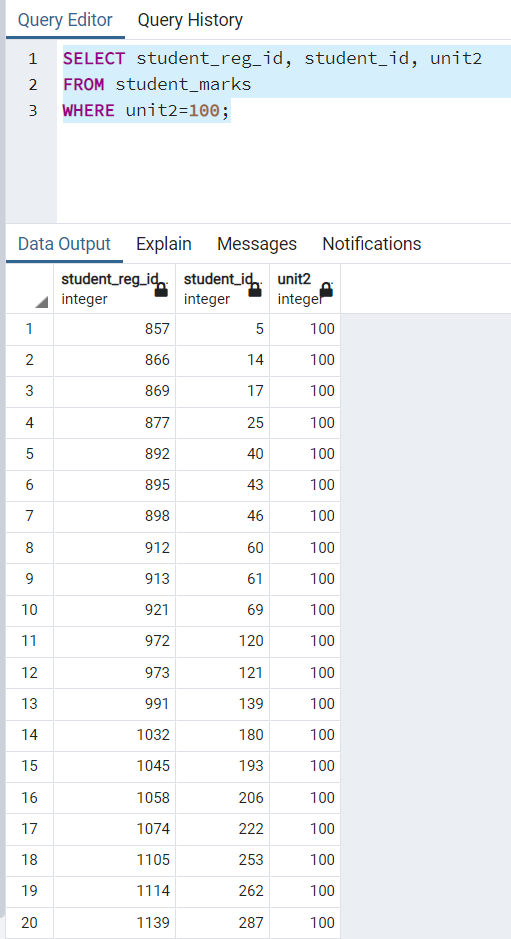 Query Editor Query History
1 SELECT student_reg_id, student_id, unit2
2 FROM student_marks
3 WHERE unit2=100;
Data Output Explain Messages Notifications
student_reg_id student_id unit2
integer integer integer
1 857 5 100
2 866 14 100
3 869 17 100
4 877 25 100
5 892 40 100
6 895 43 100
7 898 46 100
8 912 60 100
9 913 61 100
10 921 69 100
11 972 120 100
12 973 121 100
13 991 139 100
14 1032 180 100
15 1045 193 100
16 1058 206 100
17 1074 222 100
18 1105 253 100
19 1114 262 100
20 1139 287 100